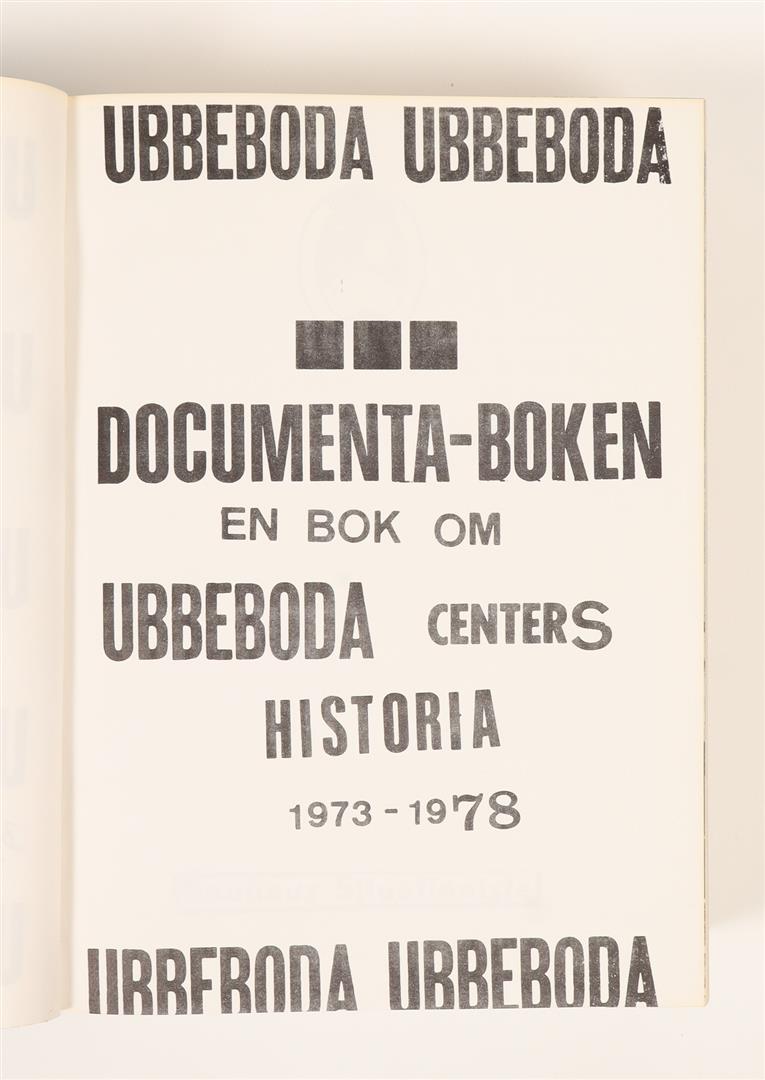 UBBEBODA UBBEBODA
DOCUMENTA-BOKEN
EN BOK OM
UBBEBODA CENTERS
HISTORIA
1973 - 1978
UBBEBODA UBBEBODA